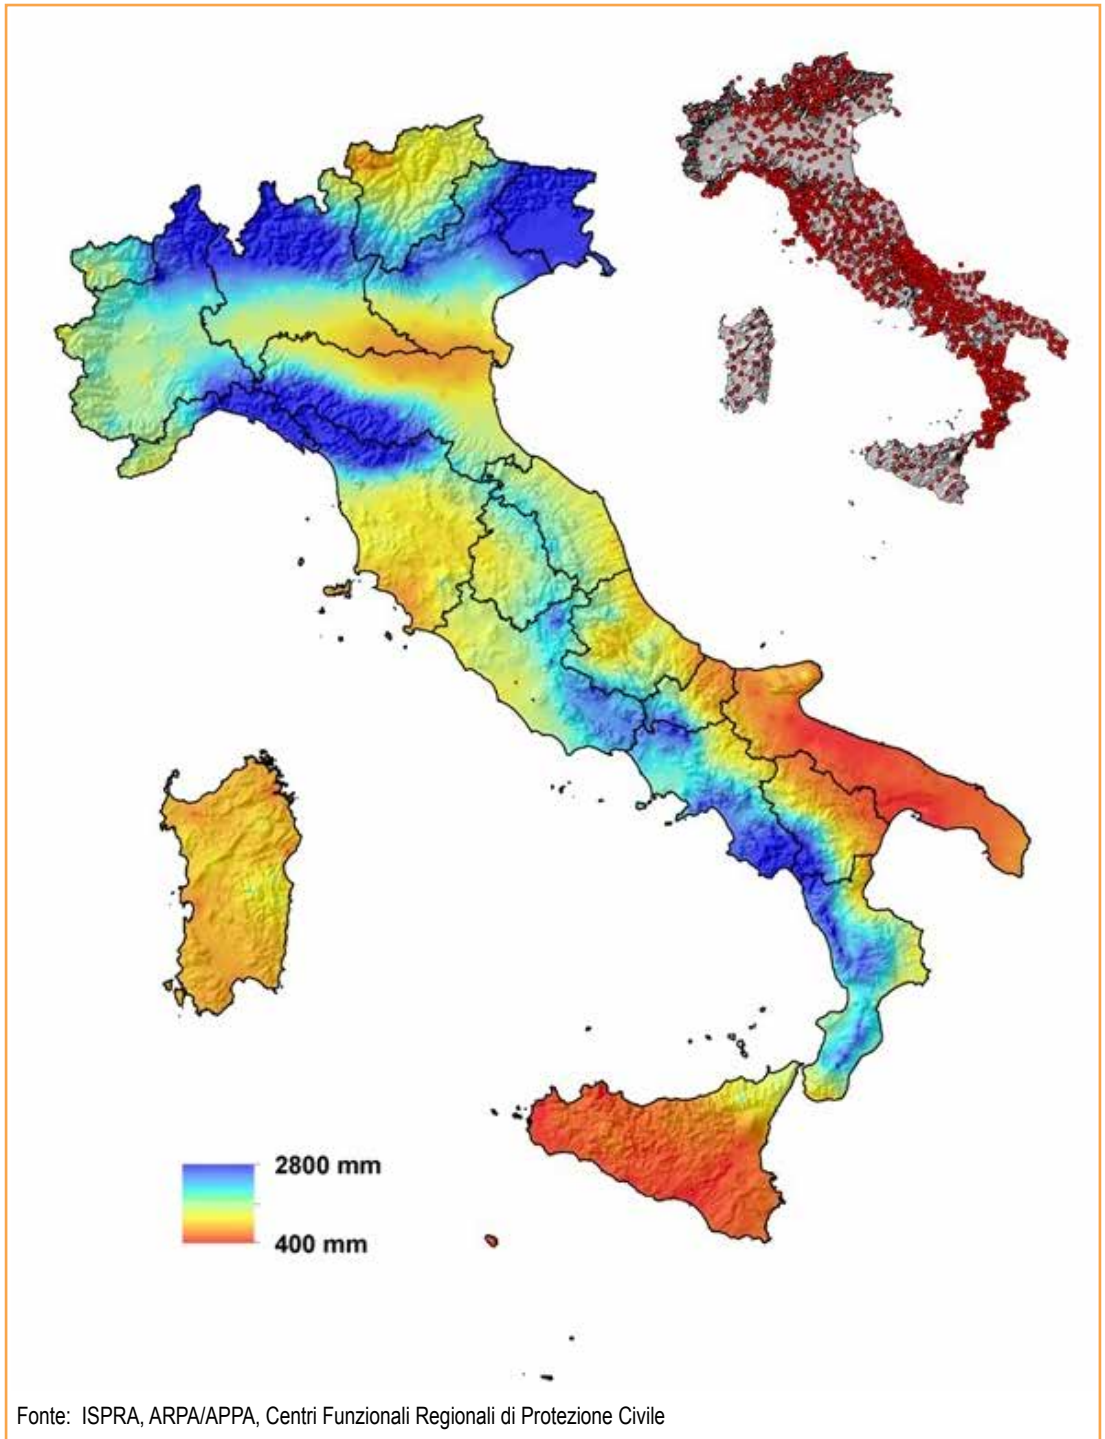 2800 mm
400 mm
Fonte: ISPRA, ARPA/APPA, Centri Funzionali Regionali di Protezione Civile